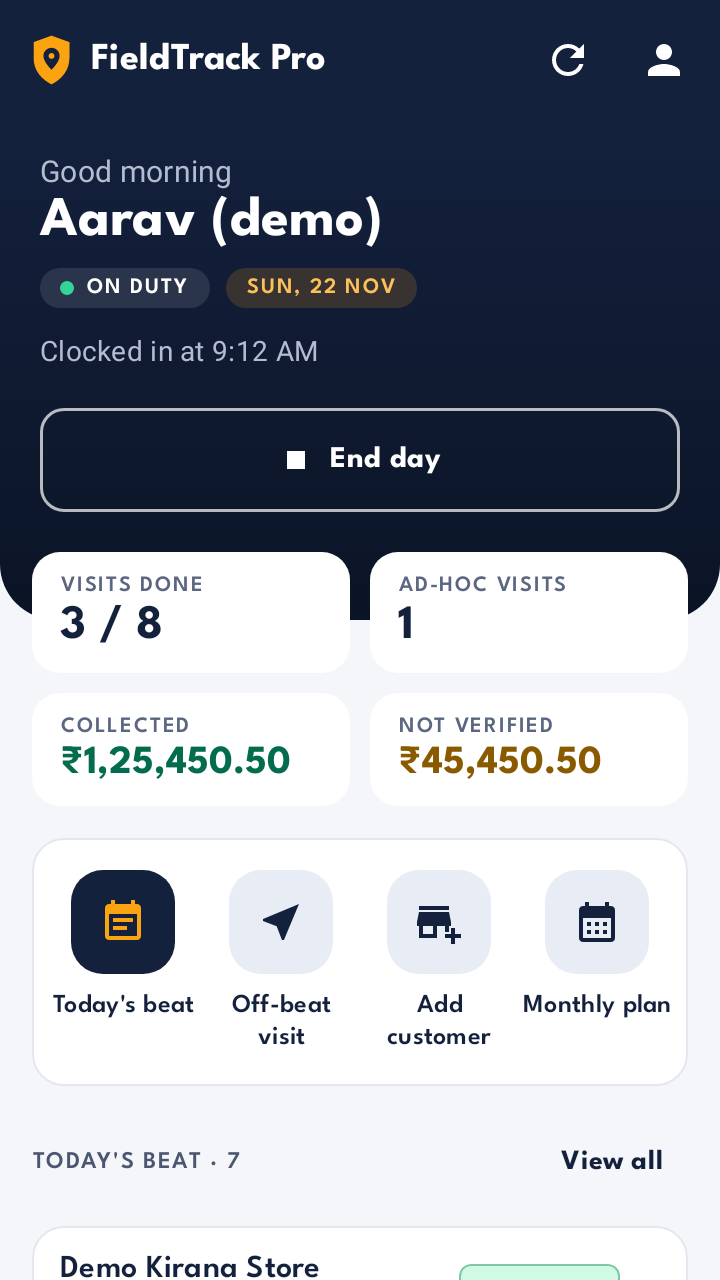 FieldTrack Pro
Good morning
Aarav (demo)
ON DUTY
SUN, 22 NOV
Clocked in at 9:12 AM
End day
VISITS DONE
3 / 8
AD-HOC VISITS
1
COLLECTED
₹1,25,450.50
NOT VERIFIED
₹45,450.50
Today's beat
Off-beat
visit
Add
customer
Monthly plan
TODAY'S BEAT · 7
View all
Demo Kirana Store